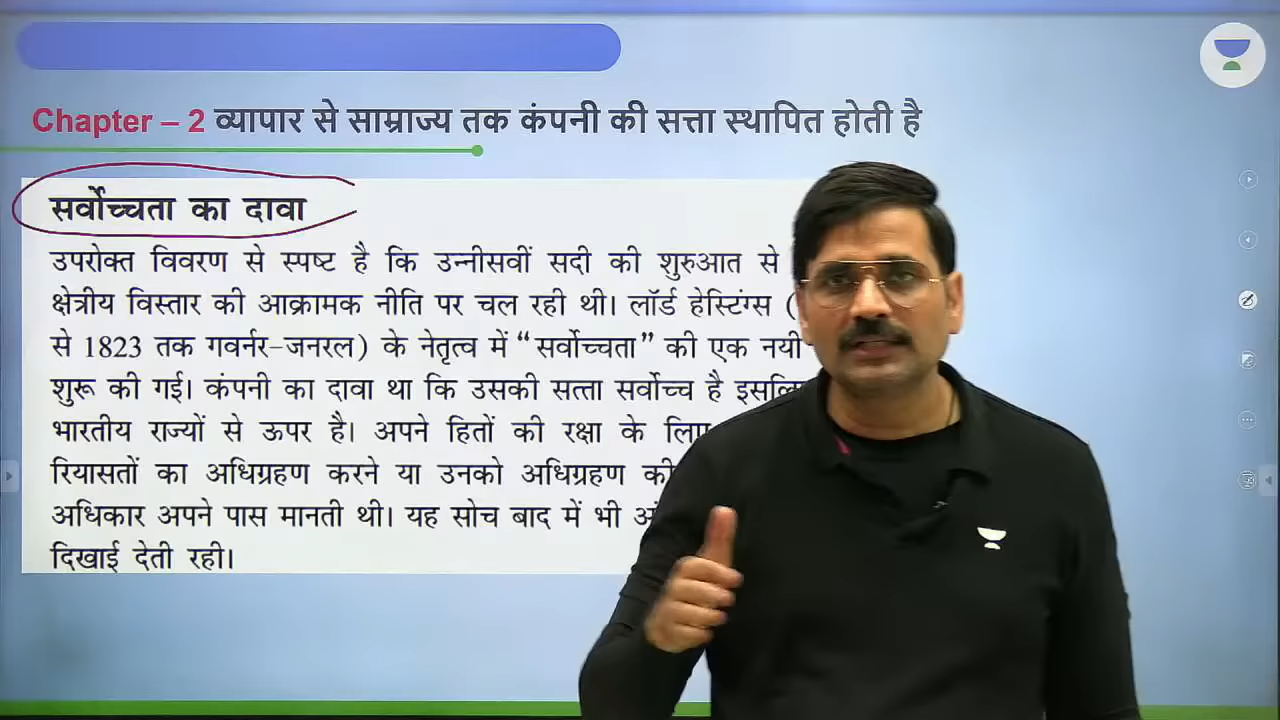 Chapter – 2 व्यापार से साम्राज्य तक कंपनी की सत्ता स्थापित होती है
सर्वोच्चता का दावा
उपरोक्त विवरण से स्पष्ट है कि उन्नीसवीं सदी की शुरुआत से
क्षेत्रीय विस्तार की आक्रामक नीति पर चल रही थी। लॉर्ड हेस्टिंग्स (
से 1823 तक गवर्नर-जनरल) के नेतृत्व में “सर्वोच्चता” की एक नयी
शुरू की गई। कंपनी का दावा था कि उसकी सत्ता सर्वोच्च है
भारतीय राज्यों से ऊपर है। अपने हितों की रक्षा के लिए
रियासतों का अधिग्रहण करने या उनको अधिग्रहण की
अधिकार अपने पास मानती थी। यह सोच बाद में भी
दिखाई देती रही।